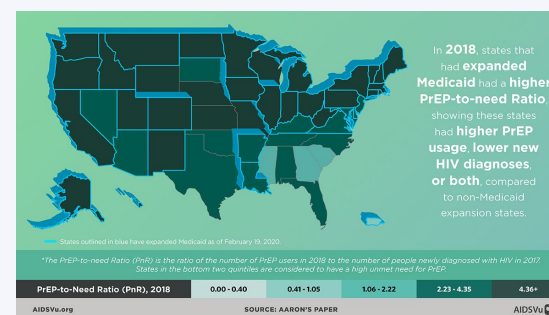 In 2018, states that
had expanded
Medicaid had a higher
PrEP-to-need Ratio,
showing these states
had higher PrEP
usage, lower new
HIV diagnoses,
or both, compared
to non-Medicaid
expansion states.
States outlined in blue have expanded Medicaid as of February 19, 2020.
*The PrEP-to-need Ratio (PnR) is the ratio of the number of PrEP users in 2018 to the number of people newly diagnosed with HIV in 2017.
States in the bottom two quintiles are considered to have a high unmet need for PrEP.
PrEP-to-Need Ratio (PnR), 2018 0.00 - 0.40 0.41 - 1.05 1.06 - 2.22 2.23 - 4.35 4.36+
AIDSVu.org SOURCE: AARON'S PAPER AIDSVu